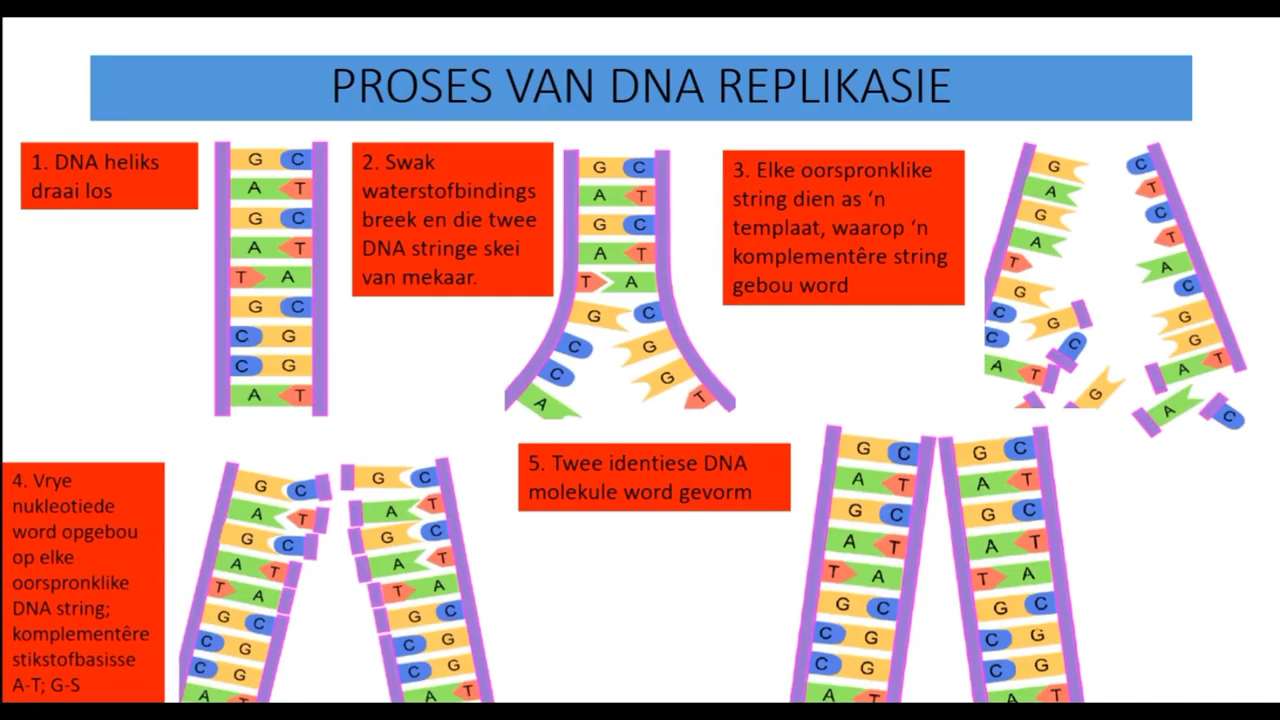 PROSES VAN DNA REPLIKASIE
1. DNA heliks
draai los
G C
A T
G C
A T
T A
G C
C G
C G
A T
2. Swak
waterstofbindings
breek en die twee
DNA stringe skei
van mekaar.
G C
A T
G C
A T
T A
G C
C G
C G
A T
3. Elke oorspronklike
string dien as ‘n
templaat, waarop ‘n
komplementêre string
gebou word
G C
A T
G C
A T
T A
G C
C G G
C C G
A T A T
G A C
4. Vrye
nukleotiede
word opgebou
op elke
oorspronklike
DNA string;
komplementêre
stikstofbasisse
A-T; G-S
G C G C
A T A T
G C G C
A T A T
T A T A
G C G C
C G C G
C G C G
A T A T
5. Twee identiese DNA
molekule word gevorm
G C G C
A T A T
G C G C
A T A T
T A T A
G C G C
C G C G
C G C G
A T A T